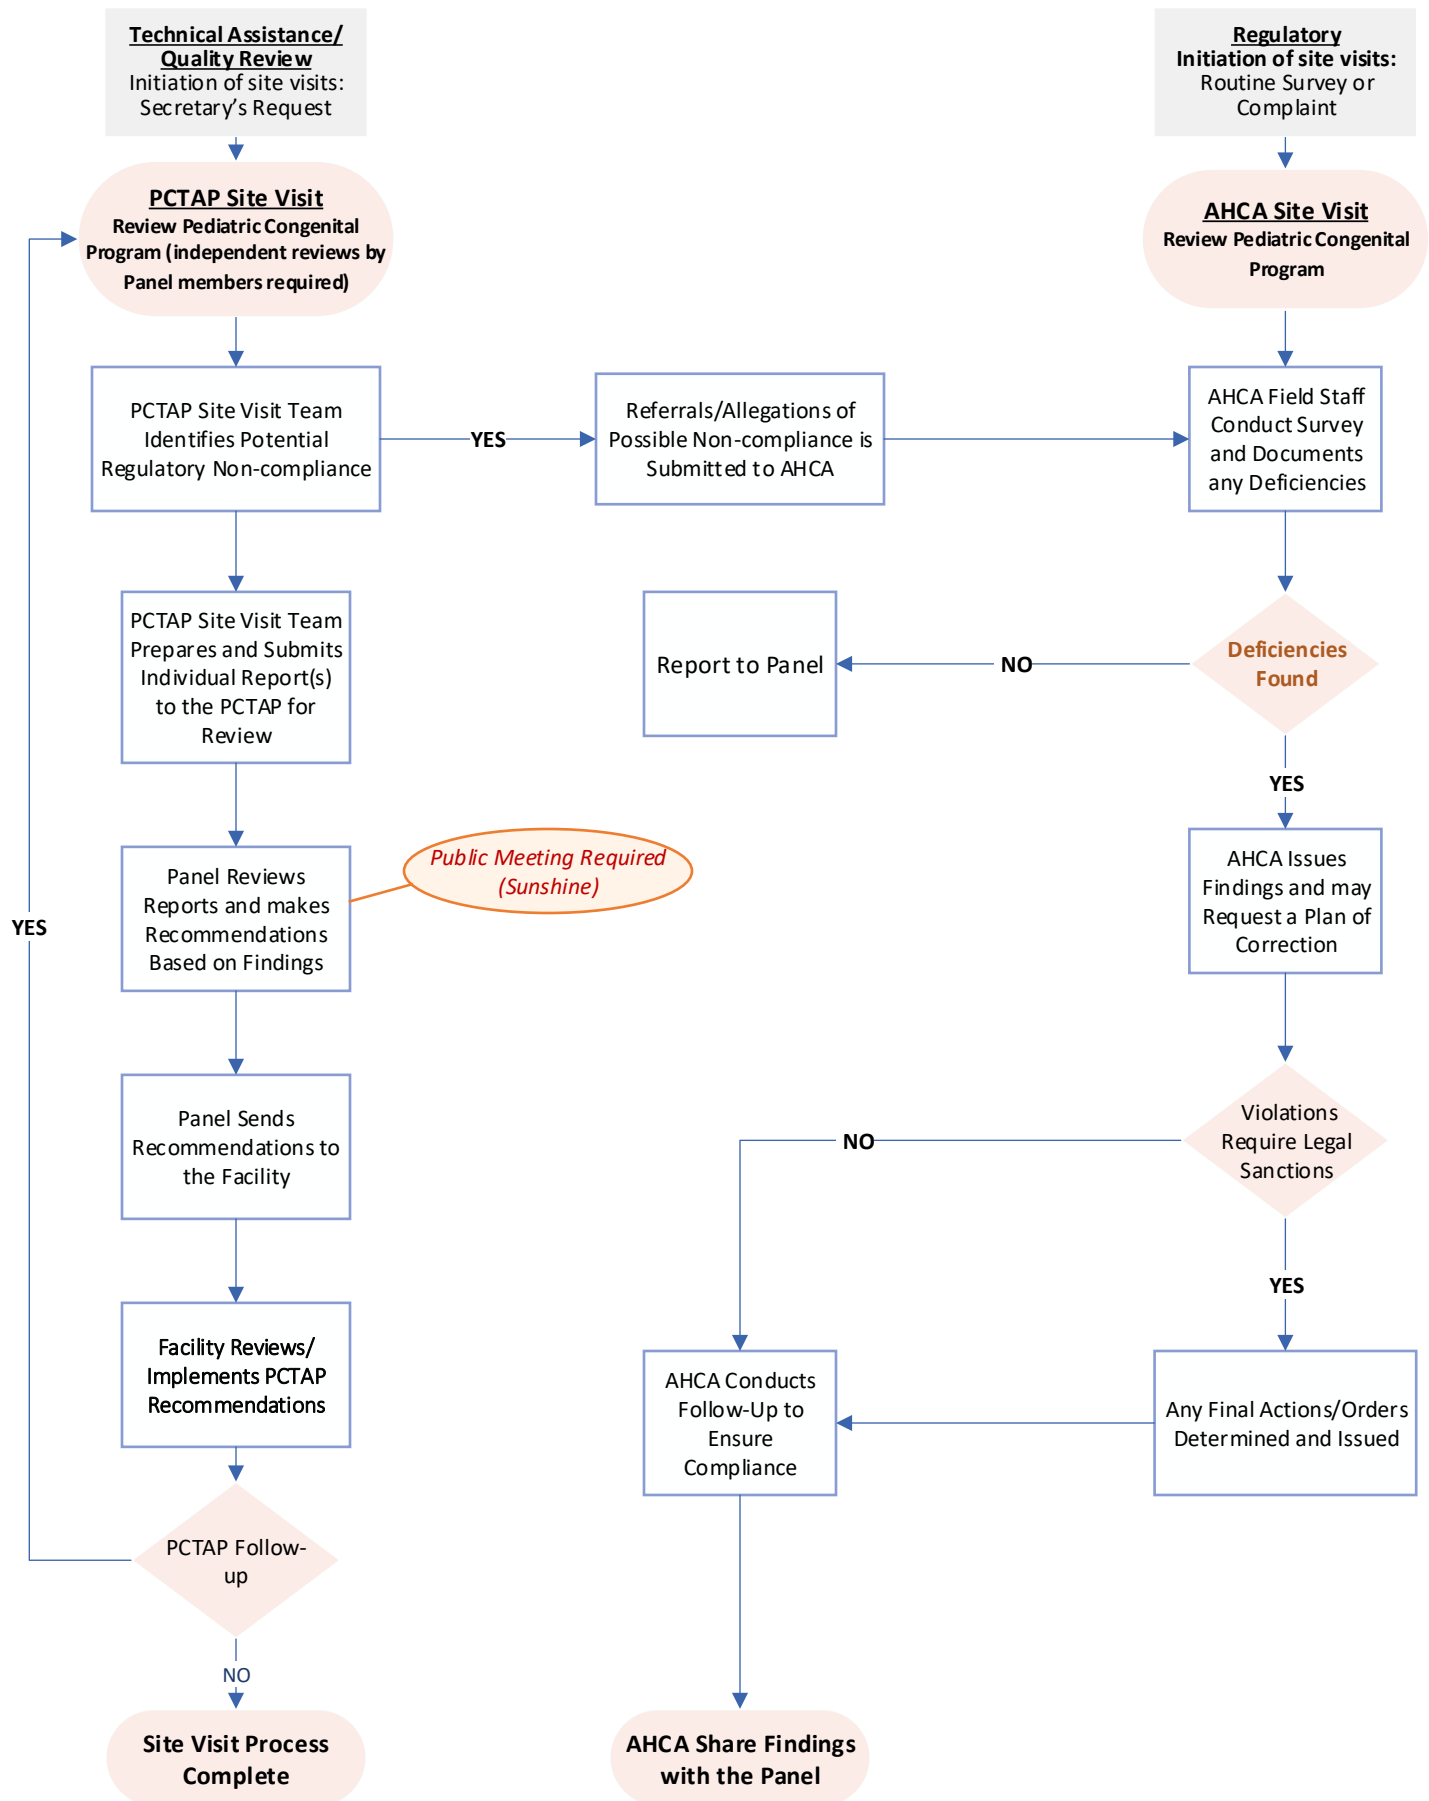 Technical Assistance/
Quality Review
Initiation of site visits:
Secretary's Request
Regulatory
Initiation of site visits:
Routine Survey or
Complaint
PCTAP Site Visit
Review Pediatric Congenital
Program (independent reviews by
Panel members required)
AHCA Site Visit
Review Pediatric Congenital
Program
PCTAP Site Visit Team
Identifies Potential
Regulatory Non-compliance
YES
Referrals/Allegations of
Possible Non-compliance is
Submitted to AHCA
AHCA Field Staff
Conduct Survey
and Documents
any Deficiencies
PCTAP Site Visit Team
Prepares and Submits
Individual Report(s)
to the PCTAP for
Review
Report to Panel
NO
Deficiencies
Found
YES
Panel Reviews
Reports and makes
Recommendations
Based on Findings
Public Meeting Required
(Sunshine)
AHCA Issues
Findings and may
Request a Plan of
Correction
YES
Panel Sends
Recommendations to
the Facility
NO
Violations
Require Legal
Sanctions
YES
Facility Reviews/
Implements PCTAP
Recommendations
AHCA Conducts
Follow-Up to
Ensure
Compliance
Any Final Actions/Orders
Determined and Issued
PCTAP Follow-
up
NO
Site Visit Process
Complete
AHCA Share Findings
with the Panel